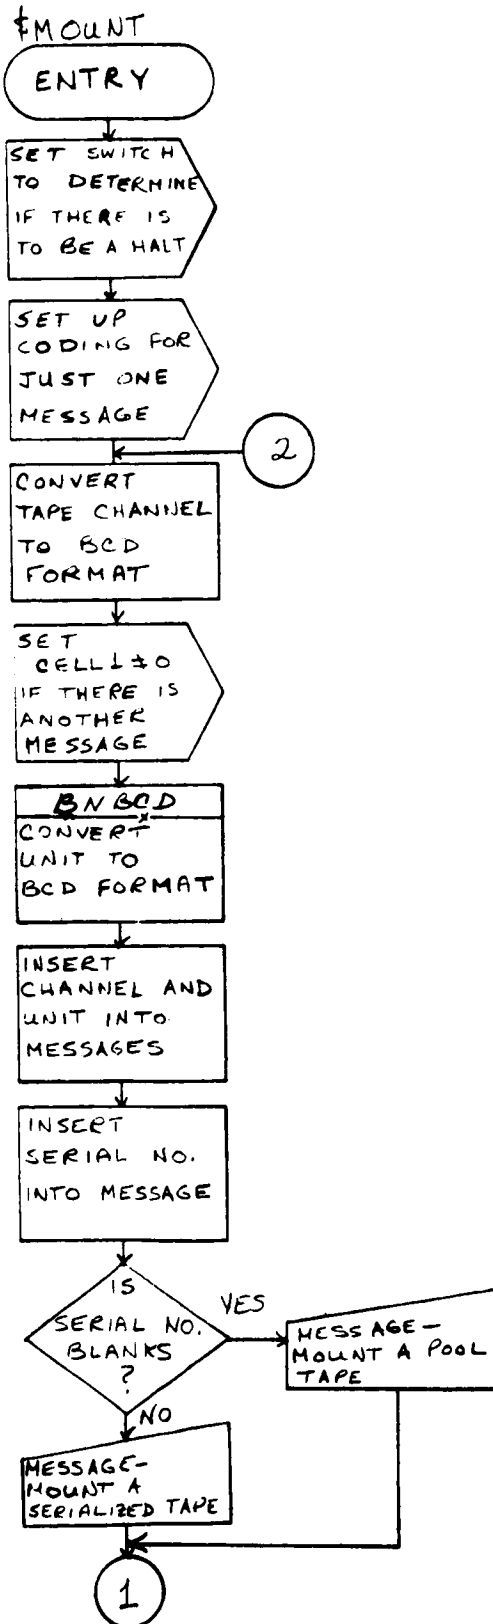 $MOUNT
ENTRY
SET SWITCH
TO DETERMINE
IF THERE IS
TO BE A HALT
SET UP
CODING FOR
JUST ONE
MESSAGE
2
CONVERT
TAPE CHANNEL
TO BCD
FORMAT
SET
CELL1≠0
IF THERE IS
ANOTHER
MESSAGE
BNBCD
CONVERT
UNIT TO
BCD FORMAT
INSERT
CHANNEL AND
UNIT INTO
MESSAGES
INSERT
SERIAL NO.
INTO MESSAGE
IS
SERIAL NO.
BLANKS
?
YES
MESSAGE-
MOUNT A POOL
TAPE
NO
MESSAGE-
MOUNT A
SERIALIZED TAPE
1